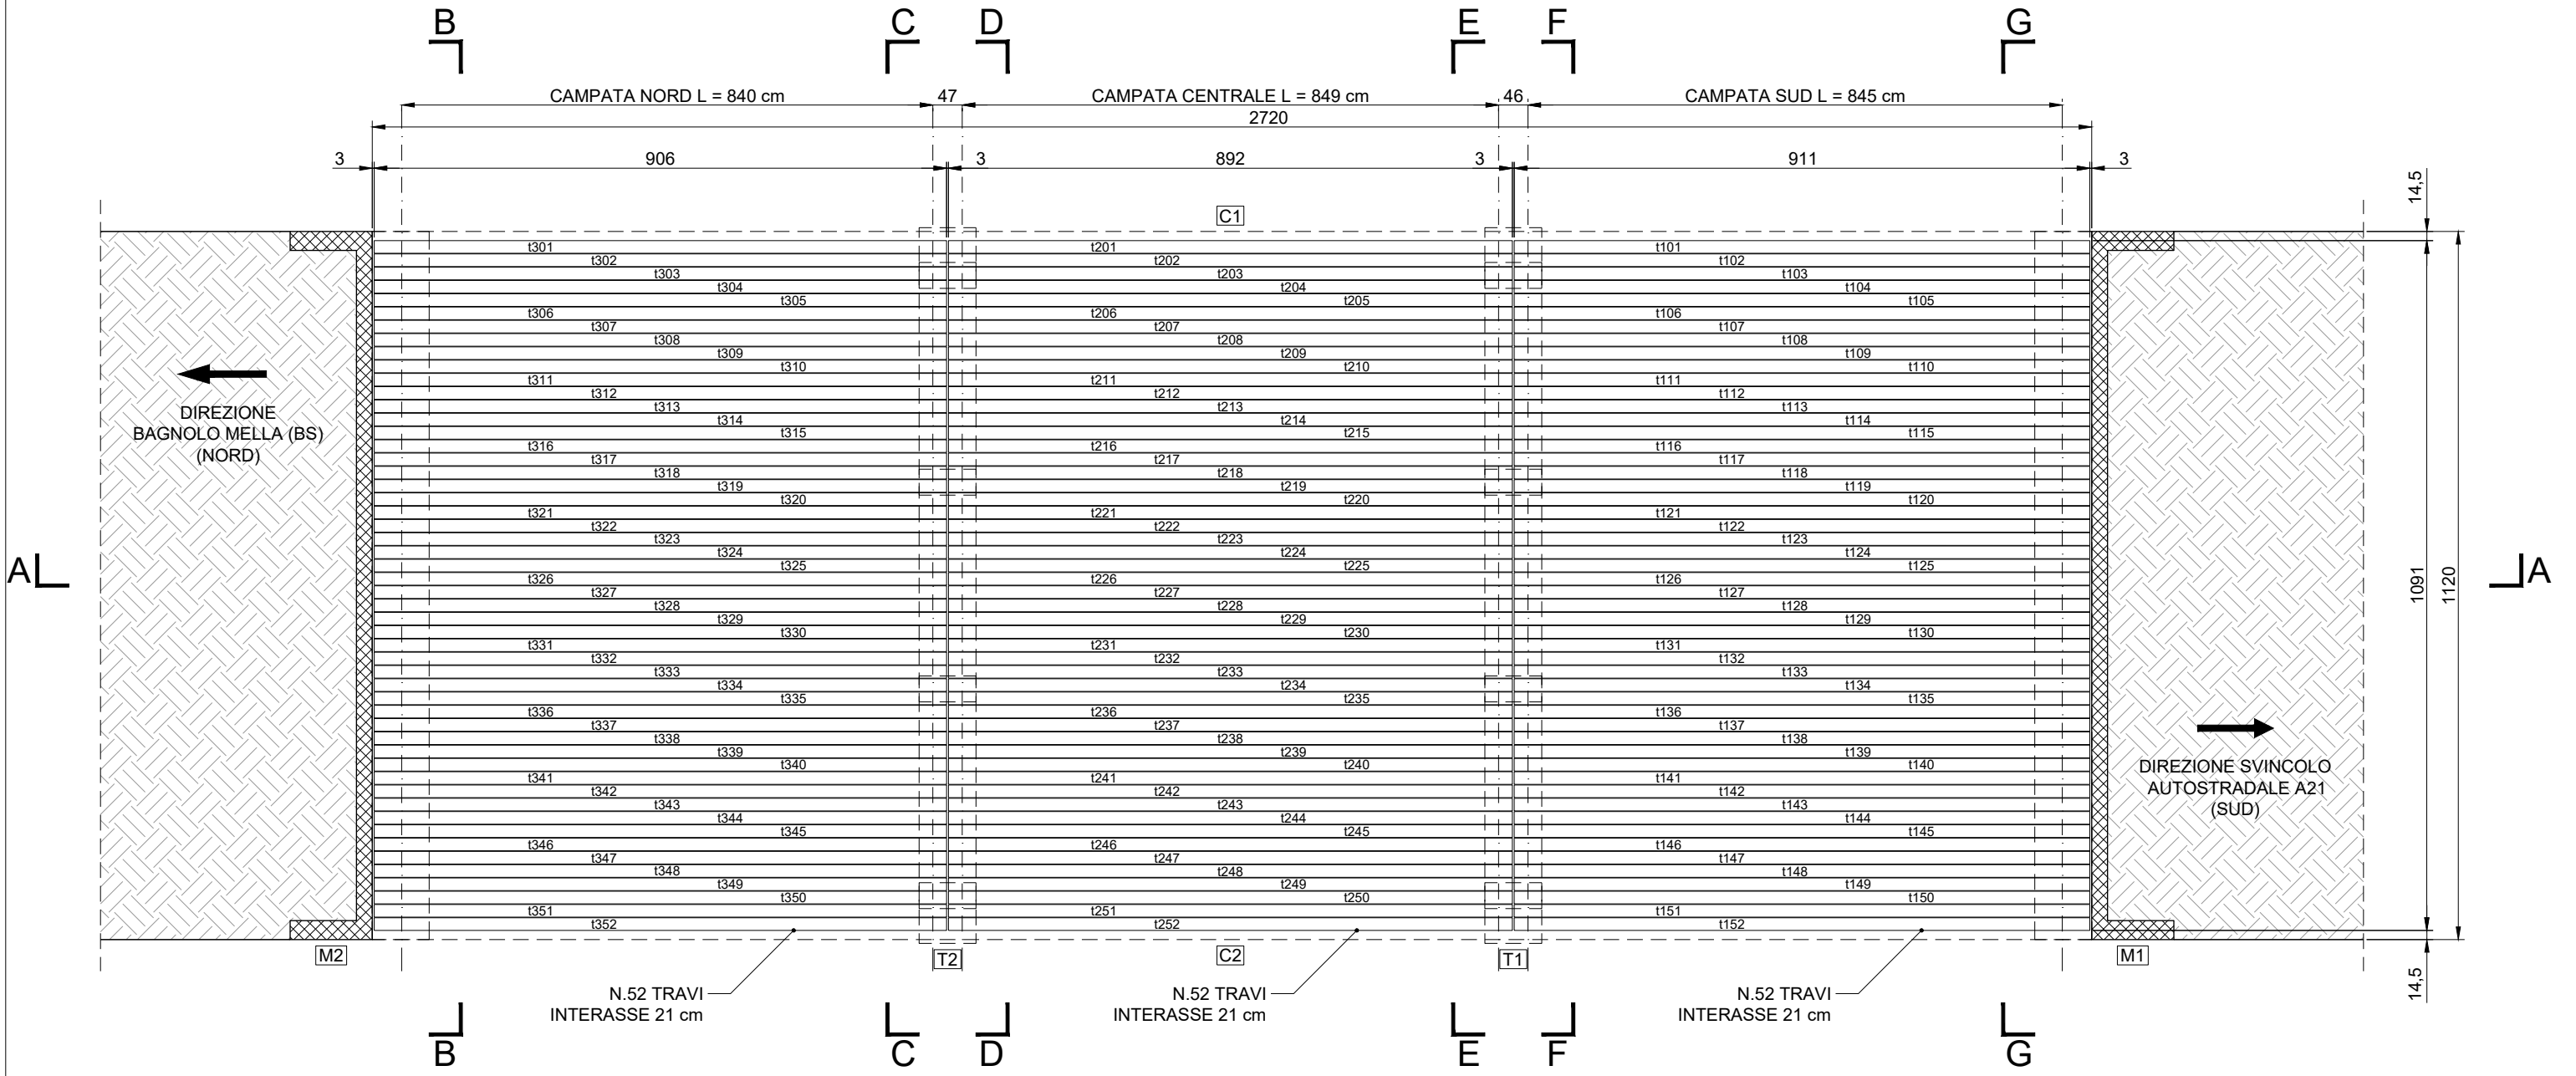 B C D E F G
CAMPATA NORD L = 840 cm 47 CAMPATA CENTRALE L = 849 cm 46 CAMPATA SUD L = 845 cm
2720
3 906 3 892 3 911 3
14,5
C1
t301 t201 t101
t302 t202 t102
t303 t203 t103
t304 t204 t104
t305 t205 t105
t306 t206 t106
t307 t207 t107
t308 t208 t108
t309 t209 t109
t310 t210 t110
t311 t211 t111
t312 t212 t112
t313 t213 t113
t314 t214 t114
t315 t215 t115
t316 t216 t116
t317 t217 t117
t318 t218 t118
t319 t219 t119
t320 t220 t120
t321 t221 t121
t322 t222 t122
t323 t223 t123
t324 t224 t124
t325 t225 t125
t326 t226 t126
t327 t227 t127
t328 t228 t128
t329 t229 t129
t330 t230 t130
t331 t231 t131
t332 t232 t132
t333 t233 t133
t334 t234 t134
t335 t235 t135
t336 t236 t136
t337 t237 t137
t338 t238 t138
t339 t239 t139
t340 t240 t140
t341 t241 t141
t342 t242 t142
t343 t243 t143
t344 t244 t144
t345 t245 t145
t346 t246 t146
t347 t247 t147
t348 t248 t148
t349 t249 t149
t350 t250 t150
t351 t251 t151
t352 t252 t152
DIREZIONE
BAGNOLO MELLA (BS)
(NORD)
A A
1091
1120
DIREZIONE SVINCOLO
AUTOSTRADALE A21
(SUD)
M2 T2 C2 T1 M1
14,5
N.52 TRAVI
INTERASSE 21 cm
N.52 TRAVI
INTERASSE 21 cm
N.52 TRAVI
INTERASSE 21 cm
B C D E F G